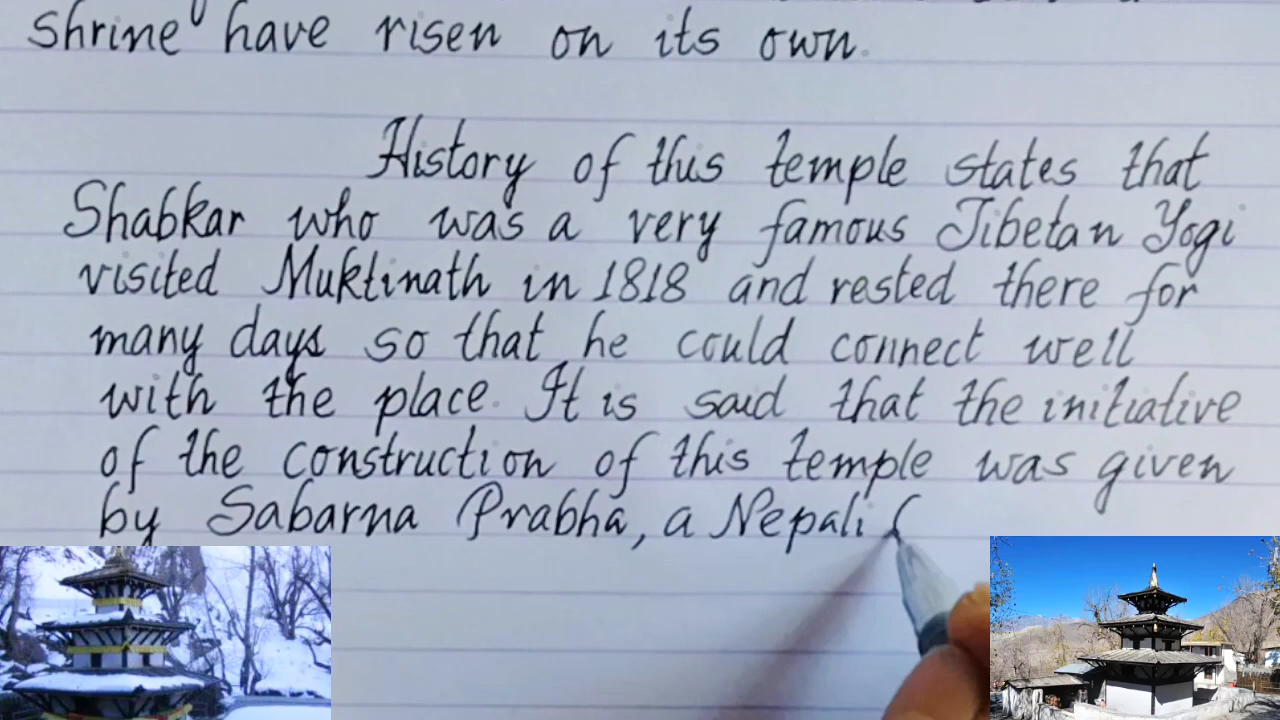 shrine have risen on its own.
History of this temple states that
Shabkar who was a very famous Tibetan Yogi
visited Muktinath in 1818 and rested there for
many days so that he could connect well
with the place. It is said that the initiative
of the construction of this temple was given
by Sabarna Prabha, a Nepali